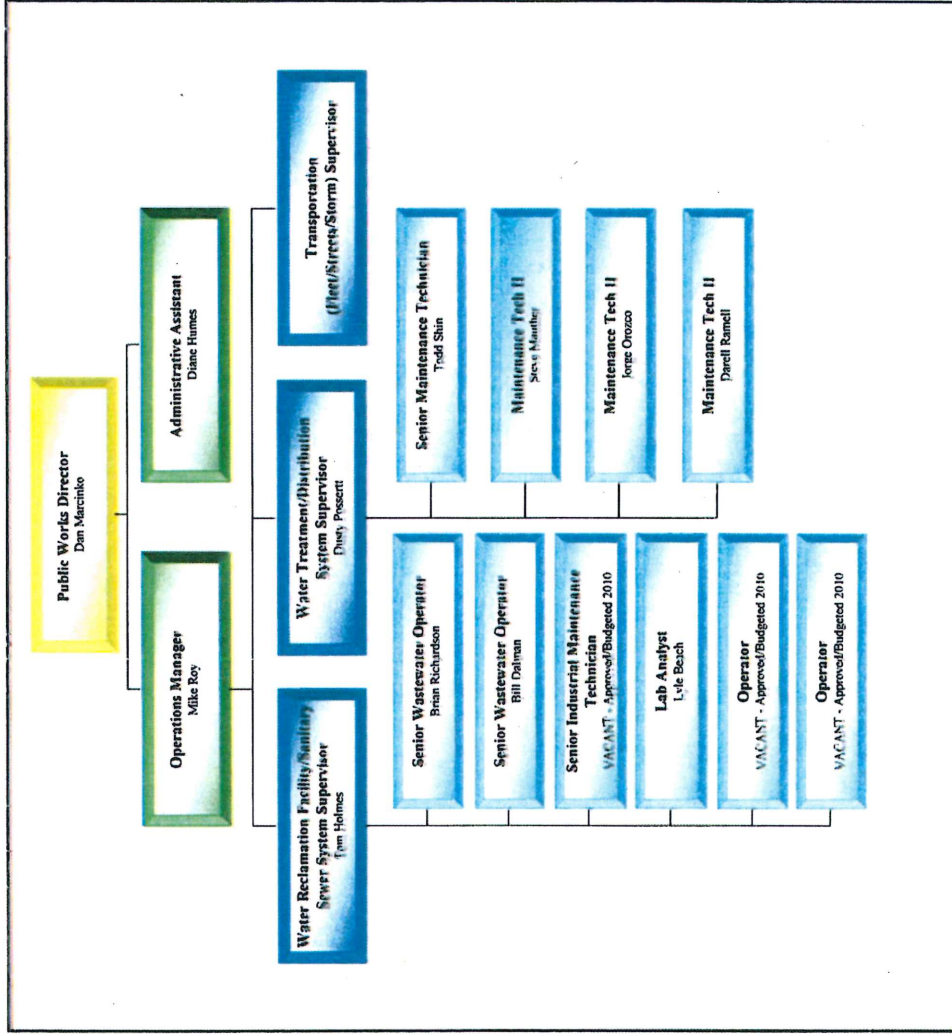 Public Works Director
Dan Marcinko
Operations Manager
Mike Roy
Administrative Assistant
Diane Humes
Water Reclamation Facility/Sanitary
Sewer System Supervisor
Tom Holmes
Water Treatment/Distribution
System Supervisor
Dusty Possertt
Transportation
(Fleet/Streets/Storm) Supervisor
Senior Wastewater Operator
Brian Richardson
Senior Wastewater Operator
Bill Dalman
Senior Industrial Maintenance
Technician
VACANT - Approved/Budgeted 2010
Lab Analyst
Lyle Beach
Operator
VACANT - Approved/Budgeted 2010
Operator
VACANT - Approved/Budgeted 2010
Senior Maintenance Technician
Todd Shin
Maintenance Tech II
Steve Mauther
Maintenance Tech II
Jorge Orozco
Maintenance Tech II
Darell Ramell